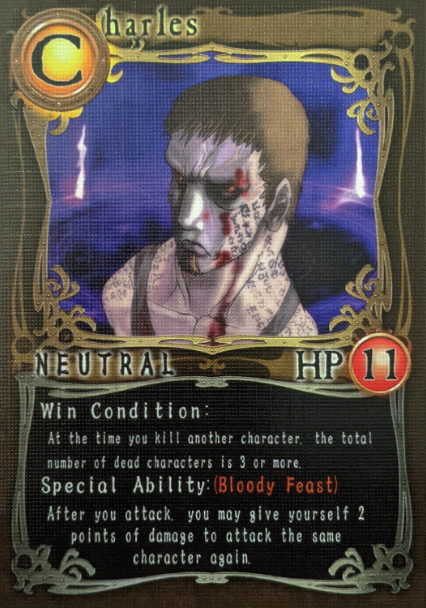 Charles
NEUTRAL HP 11
Win Condition:
At the time you kill another character, the total
number of dead characters is 3 or more.
Special Ability:(Bloody Feast)
After you attack, you may give yourself 2
points of damage to attack the same
character again.